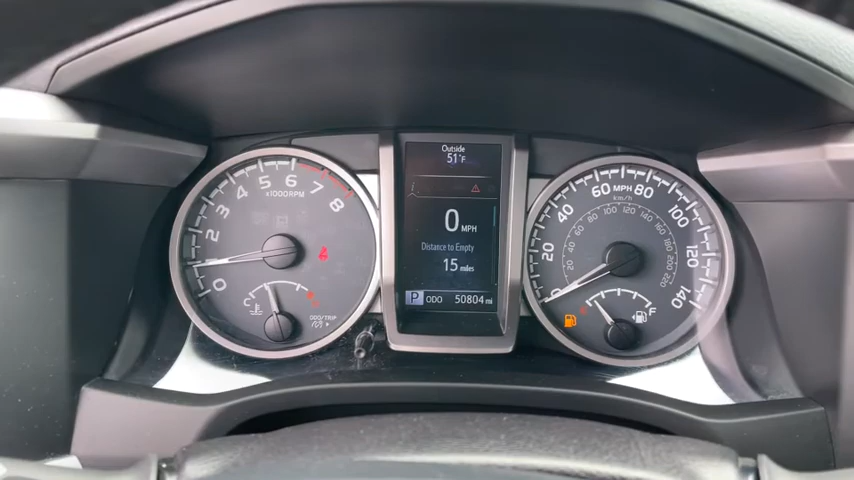 Outside
51°F
0 MPH
Distance to Empty
15 miles
P ODO 50804 mi
0 1 2 3 4 5 6 7 8
x1000RPM
C
ODO/TRIP
0 20 40 60 MPH 80 100 120 140
km/h
20 40 60 80 100 120 140 160 180 200 220
F